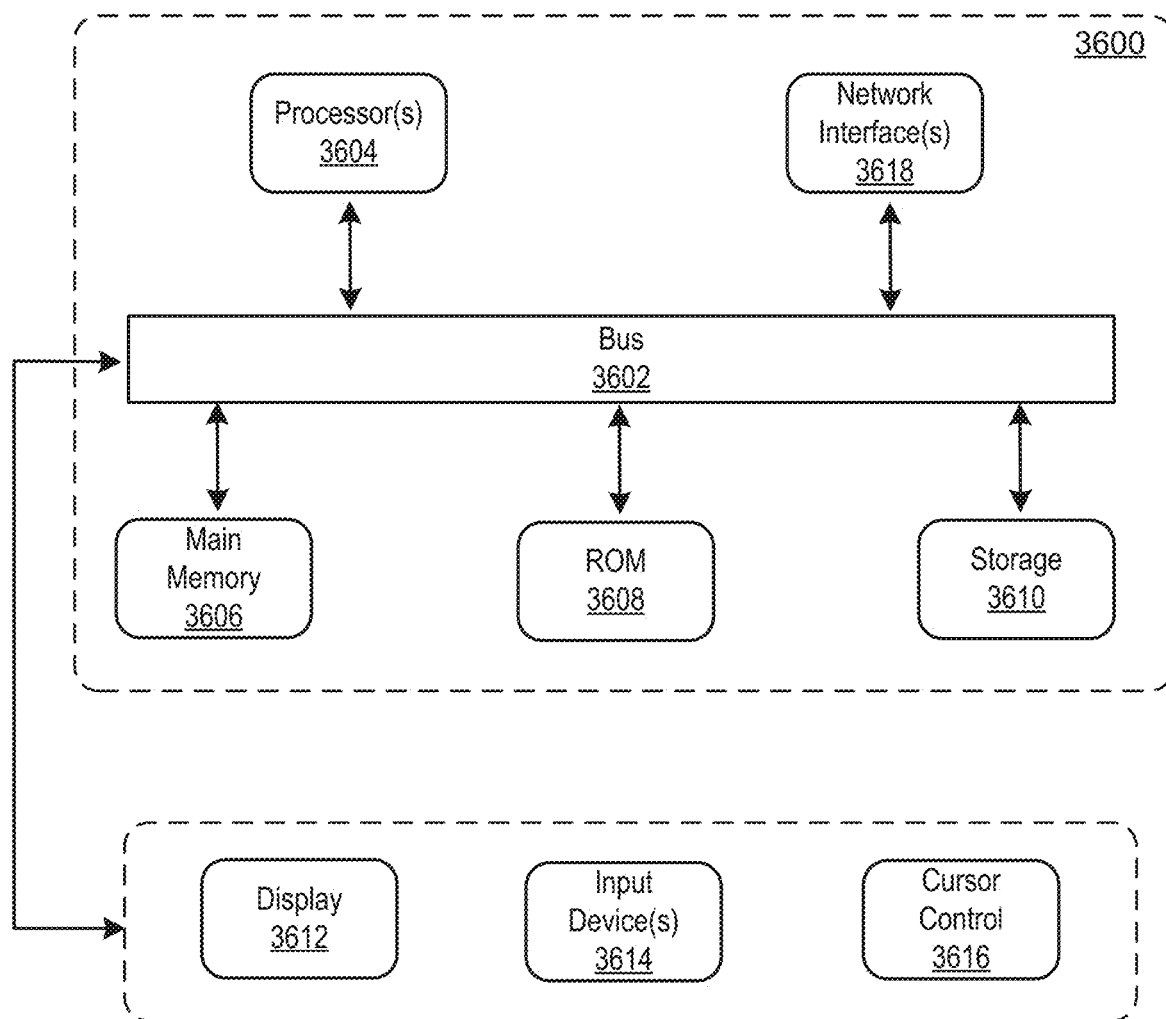 3600
Processor(s)
3604
Network
Interface(s)
3618
Bus
3602
Main
Memory
3606
ROM
3608
Storage
3610
Display
3612
Input
Device(s)
3614
Cursor
Control
3616